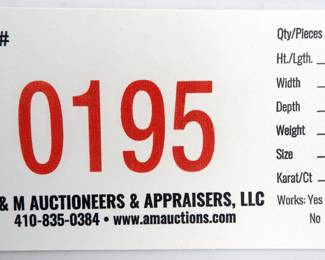 #
0195
& M AUCTIONEERS & APPRAISERS, LLC
410-835-0384 • www.amauctions.com
Qty/Pieces
Ht./Lgth.
Width
Depth
Weight
Size
Karat/Ct
Works: Yes
No